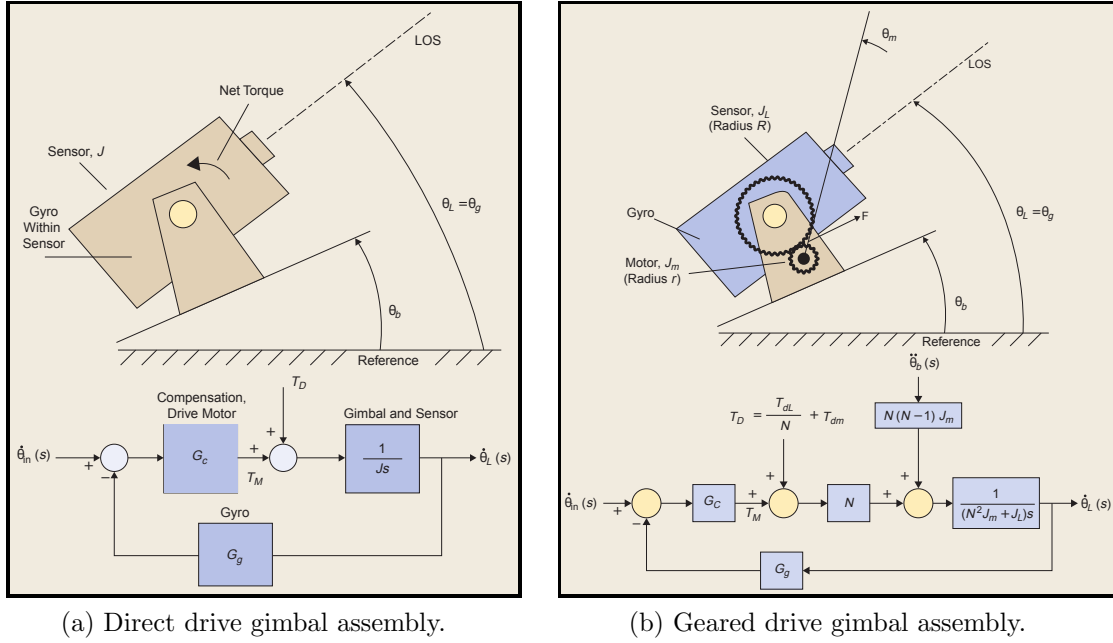 LOS
Net Torque
Sensor, J
Gyro
Within
Sensor
θL = θg
θb
Reference
TD
Compensation,
Drive Motor
Gimbal and Sensor
θ̇in (s)
+
−
Gc
+
TM
+
1
Js
θ̇L (s)
Gyro
Gg
(a) Direct drive gimbal assembly.
θm
LOS
Sensor, JL
(Radius R)
Gyro
F
Motor, Jm
(Radius r)
θL = θg
θb
Reference
θ̈b (s)
TD = TdL / N + Tdm
N (N − 1) Jm
θ̇in (s)
+
−
GC
+
TM
+
N
+
+
1
(N²Jm + JL)s
θ̇L (s)
Gg
(b) Geared drive gimbal assembly.